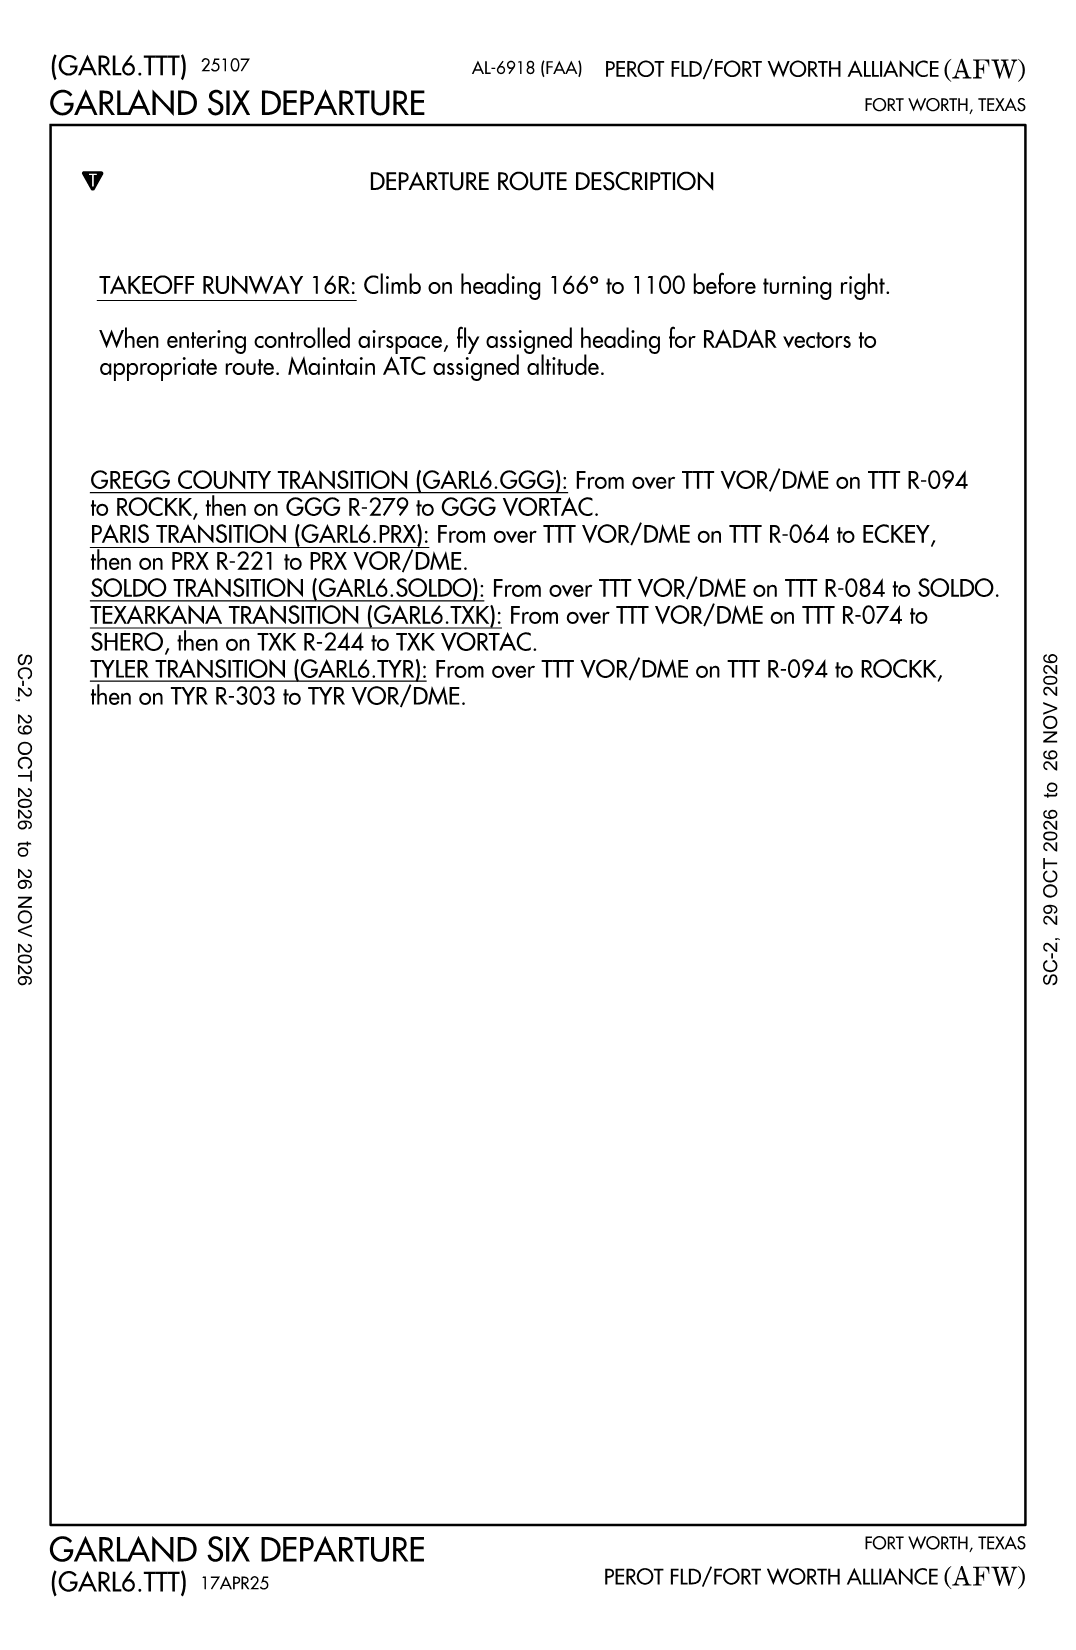 (GARL6.TTT) 25107
AL-6918 (FAA)
PEROT FLD/FORT WORTH ALLIANCE (AFW)
GARLAND SIX DEPARTURE
FORT WORTH, TEXAS
T
DEPARTURE ROUTE DESCRIPTION
TAKEOFF RUNWAY 16R: Climb on heading 166° to 1100 before turning right.
When entering controlled airspace, fly assigned heading for RADAR vectors to
appropriate route. Maintain ATC assigned altitude.
GREGG COUNTY TRANSITION (GARL6.GGG): From over TTT VOR/DME on TTT R-094
to ROCKK, then on GGG R-279 to GGG VORTAC.
PARIS TRANSITION (GARL6.PRX): From over TTT VOR/DME on TTT R-064 to ECKEY,
then on PRX R-221 to PRX VOR/DME.
SOLDO TRANSITION (GARL6.SOLDO): From over TTT VOR/DME on TTT R-084 to SOLDO.
TEXARKANA TRANSITION (GARL6.TXK): From over TTT VOR/DME on TTT R-074 to
SHERO, then on TXK R-244 to TXK VORTAC.
TYLER TRANSITION (GARL6.TYR): From over TTT VOR/DME on TTT R-094 to ROCKK,
then on TYR R-303 to TYR VOR/DME.
SC-2, 29 OCT 2026 to 26 NOV 2026
SC-2, 29 OCT 2026 to 26 NOV 2026
GARLAND SIX DEPARTURE
(GARL6.TTT) 17APR25
FORT WORTH, TEXAS
PEROT FLD/FORT WORTH ALLIANCE (AFW)